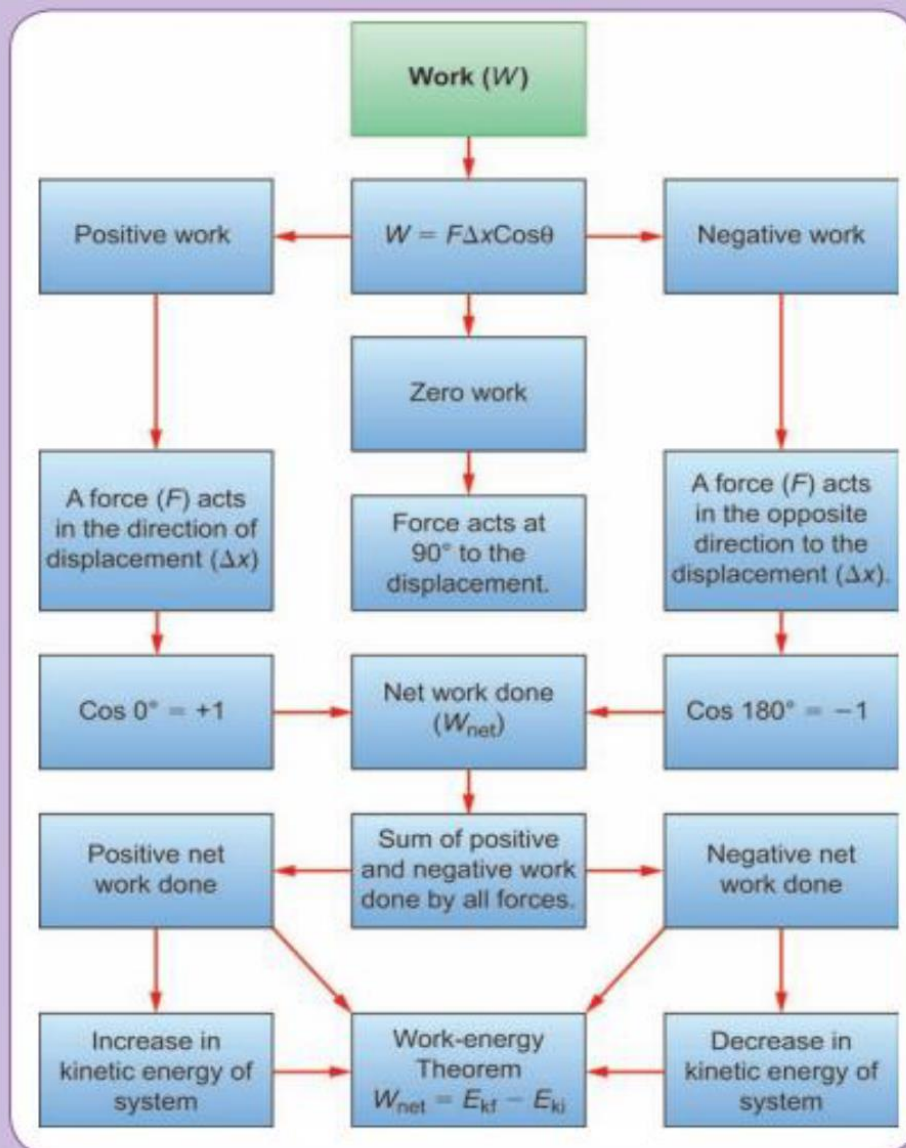 Work (W)
Positive work
W = FΔxCosθ
Negative work
Zero work
A force (F) acts
in the direction of
displacement (Δx)
Force acts at
90° to the
displacement.
A force (F) acts
in the opposite
direction to the
displacement (Δx).
Cos 0° = +1
Net work done
(Wnet)
Cos 180° = −1
Positive net
work done
Sum of positive
and negative work
done by all forces.
Negative net
work done
Increase in
kinetic energy of
system
Work-energy
Theorem
Wnet = Ekf − Eki
Decrease in
kinetic energy of
system